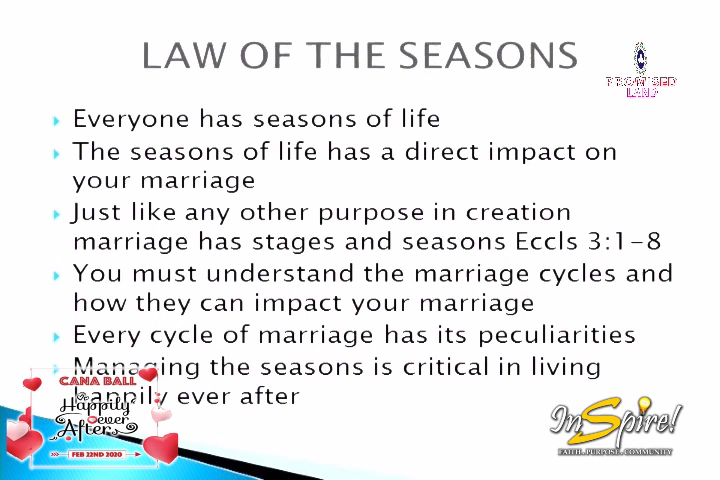 LAW OF THE SEASONS
PROMISED
LAND
Everyone has seasons of life
The seasons of life has a direct impact on
your marriage
Just like any other purpose in creation
marriage has stages and seasons Eccls 3:1-8
You must understand the marriage cycles and
how they can impact your marriage
Every cycle of marriage has its peculiarities
Managing the seasons is critical in living
happily ever after
CANA BALL
Happily
ever
After
FEB 22ND 2020
InSpire!
FAITH . PURPOSE . COMMUNITY